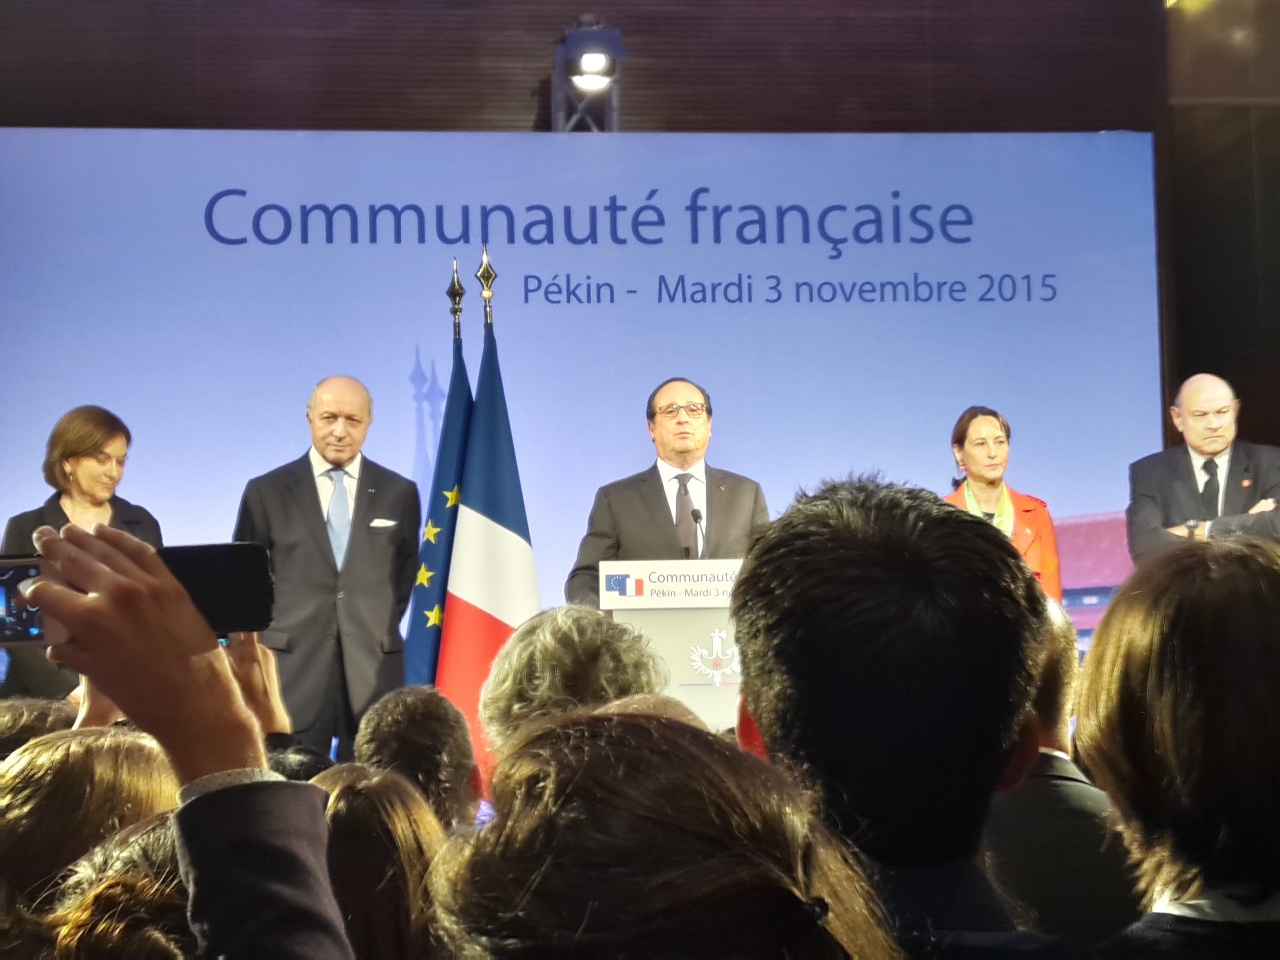 Communauté française
Pékin - Mardi 3 novembre 2015
Communauté
Pékin - Mardi 3